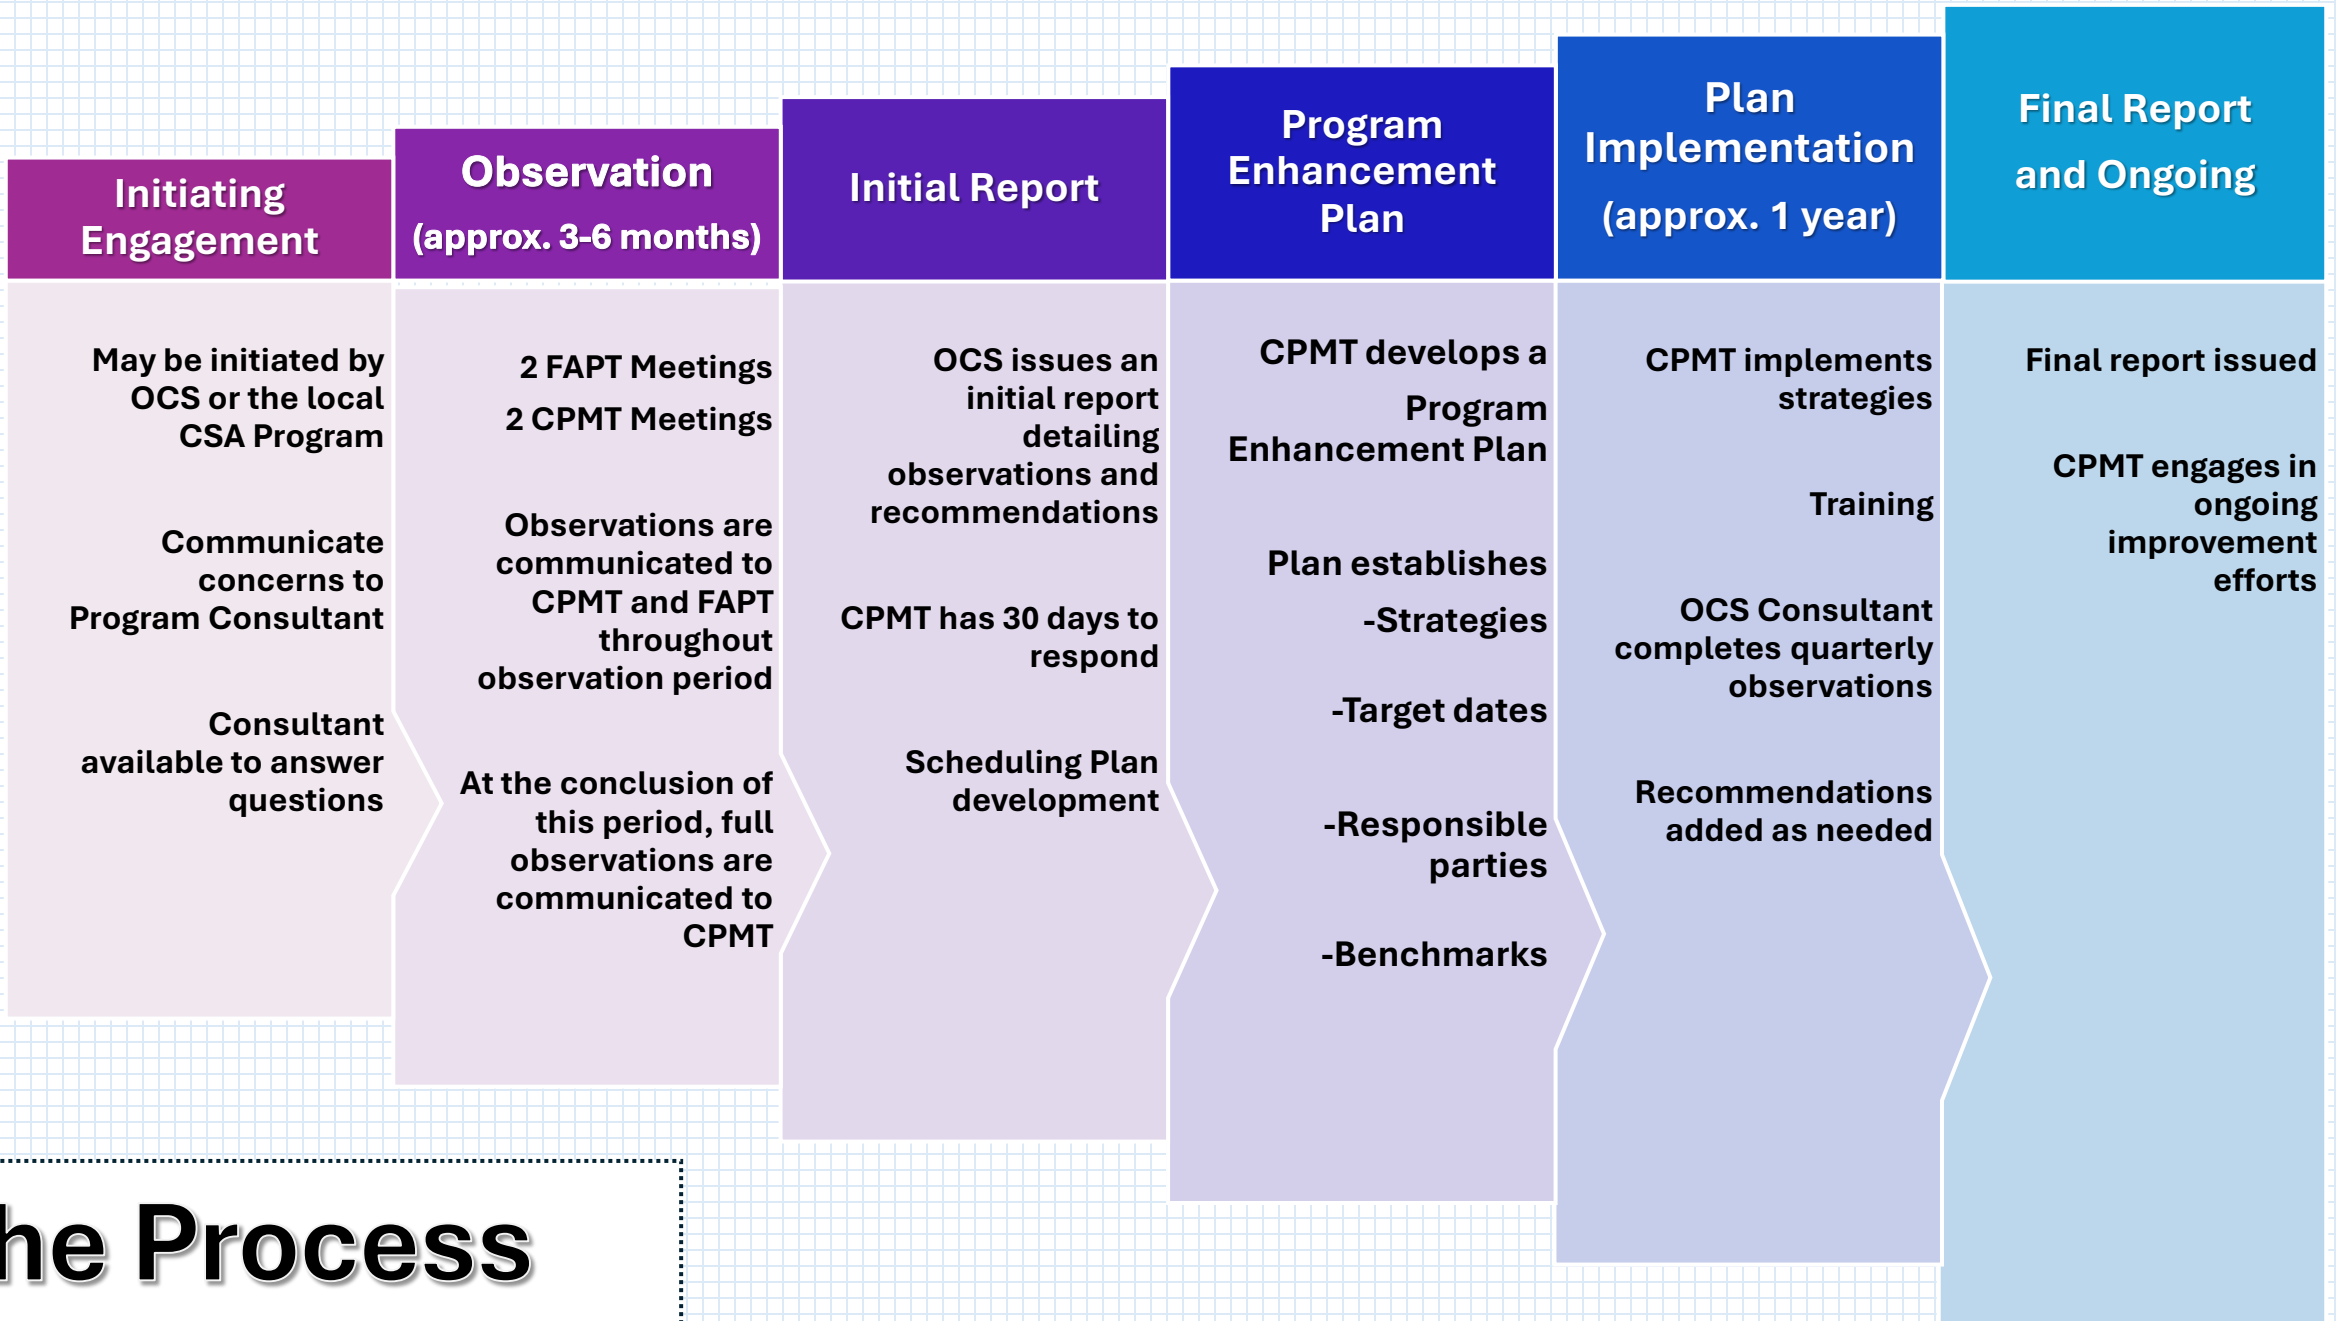 Initiating
Engagement
May be initiated by
OCS or the local
CSA Program
Communicate
concerns to
Program Consultant
Consultant
available to answer
questions
Observation
(approx. 3-6 months)
2 FAPT Meetings
2 CPMT Meetings
Observations are
communicated to
CPMT and FAPT
throughout
observation period
At the conclusion of
this period, full
observations are
communicated to
CPMT
Initial Report
OCS issues an
initial report
detailing
observations and
recommendations
CPMT has 30 days to
respond
Scheduling Plan
development
Program
Enhancement
Plan
CPMT develops a
Program
Enhancement Plan
Plan establishes
-Strategies
-Target dates
-Responsible
parties
-Benchmarks
Plan
Implementation
(approx. 1 year)
CPMT implements
strategies
Training
OCS Consultant
completes quarterly
observations
Recommendations
added as needed
Final Report
and Ongoing
Final report issued
CPMT engages in
ongoing
improvement
efforts
he Process